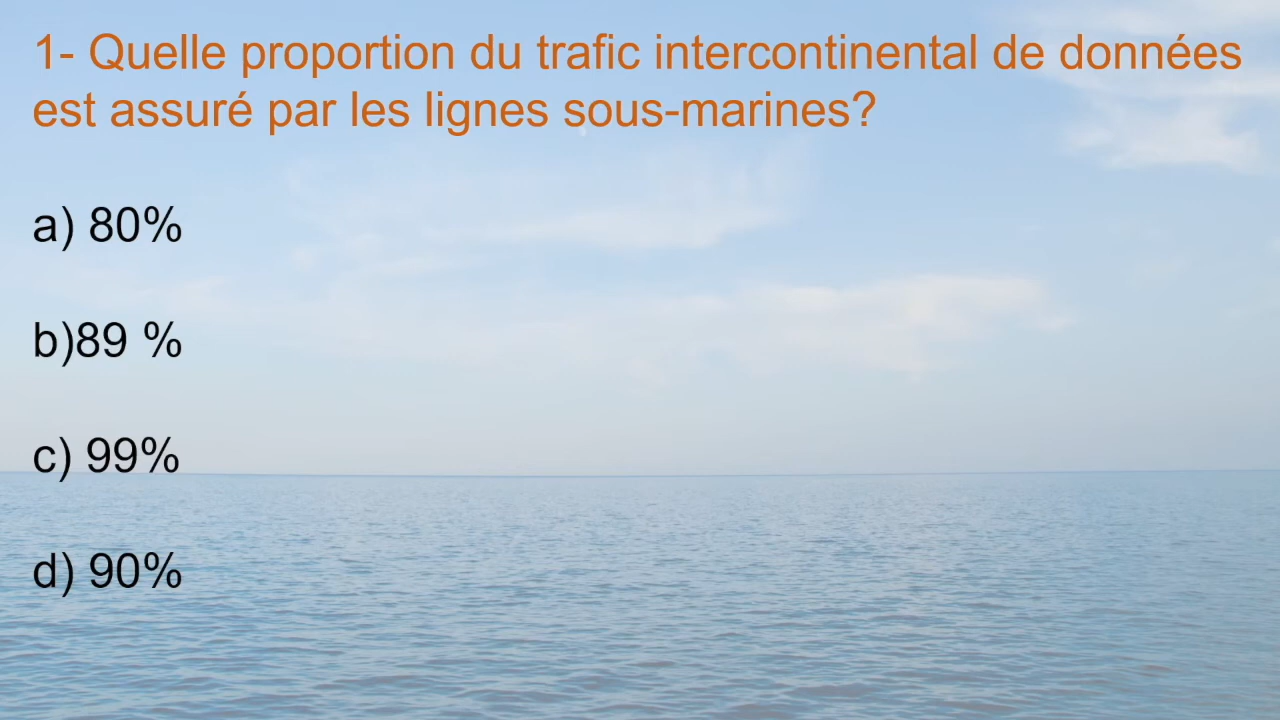 1- Quelle proportion du trafic intercontinental de données
est assuré par les lignes sous-marines?
a) 80%
b)89 %
c) 99%
d) 90%